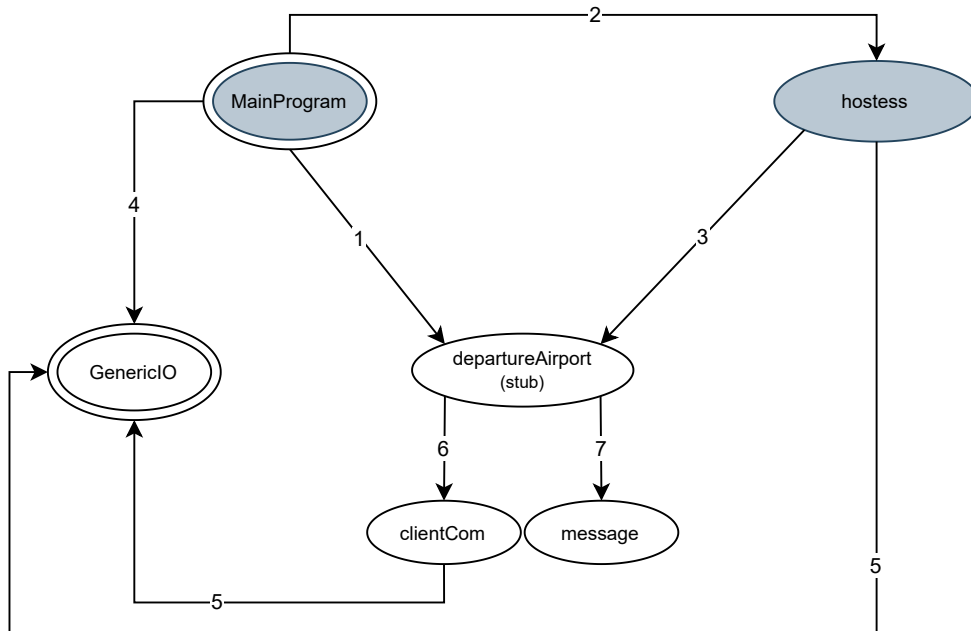 2
MainProgram
hostess
4
1
3
departureAirport
(stub)
GenericIO
6
7
clientCom
message
5
5